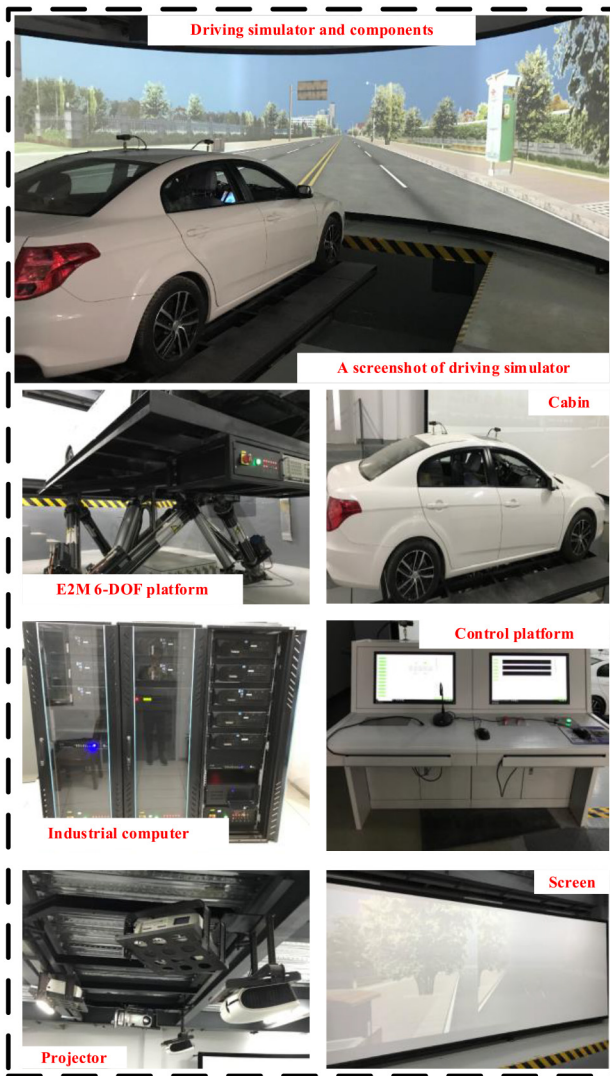 Driving simulator and components
A screenshot of driving simulator
Cabin
E2M 6-DOF platform
Control platform
Industrial computer
Screen
Projector